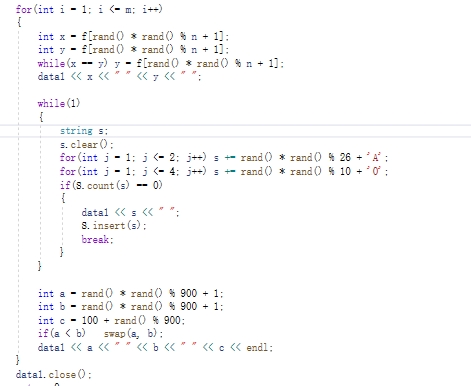 for(int i = 1; i <= m; i++)
{
int x = f[rand() * rand() % n + 1];
int y = f[rand() * rand() % n + 1];
while(x == y) y = f[rand() * rand() % n + 1];
data1 << x << " " << y << " ";
while(1)
{
string s;
s.clear();
for(int j = 1; j <= 2; j++) s += rand() * rand() % 26 + 'A';
for(int j = 1; j <= 4; j++) s += rand() * rand() % 10 + '0';
if(S.count(s) == 0)
{
data1 << s << " ";
S.insert(s);
break;
}
}
int a = rand() * rand() % 900 + 1;
int b = rand() * rand() % 900 + 1;
int c = 100 + rand() % 900;
if(a < b) swap(a, b);
data1 << a << " " << b << " " << c << endl;
}
data1.close();